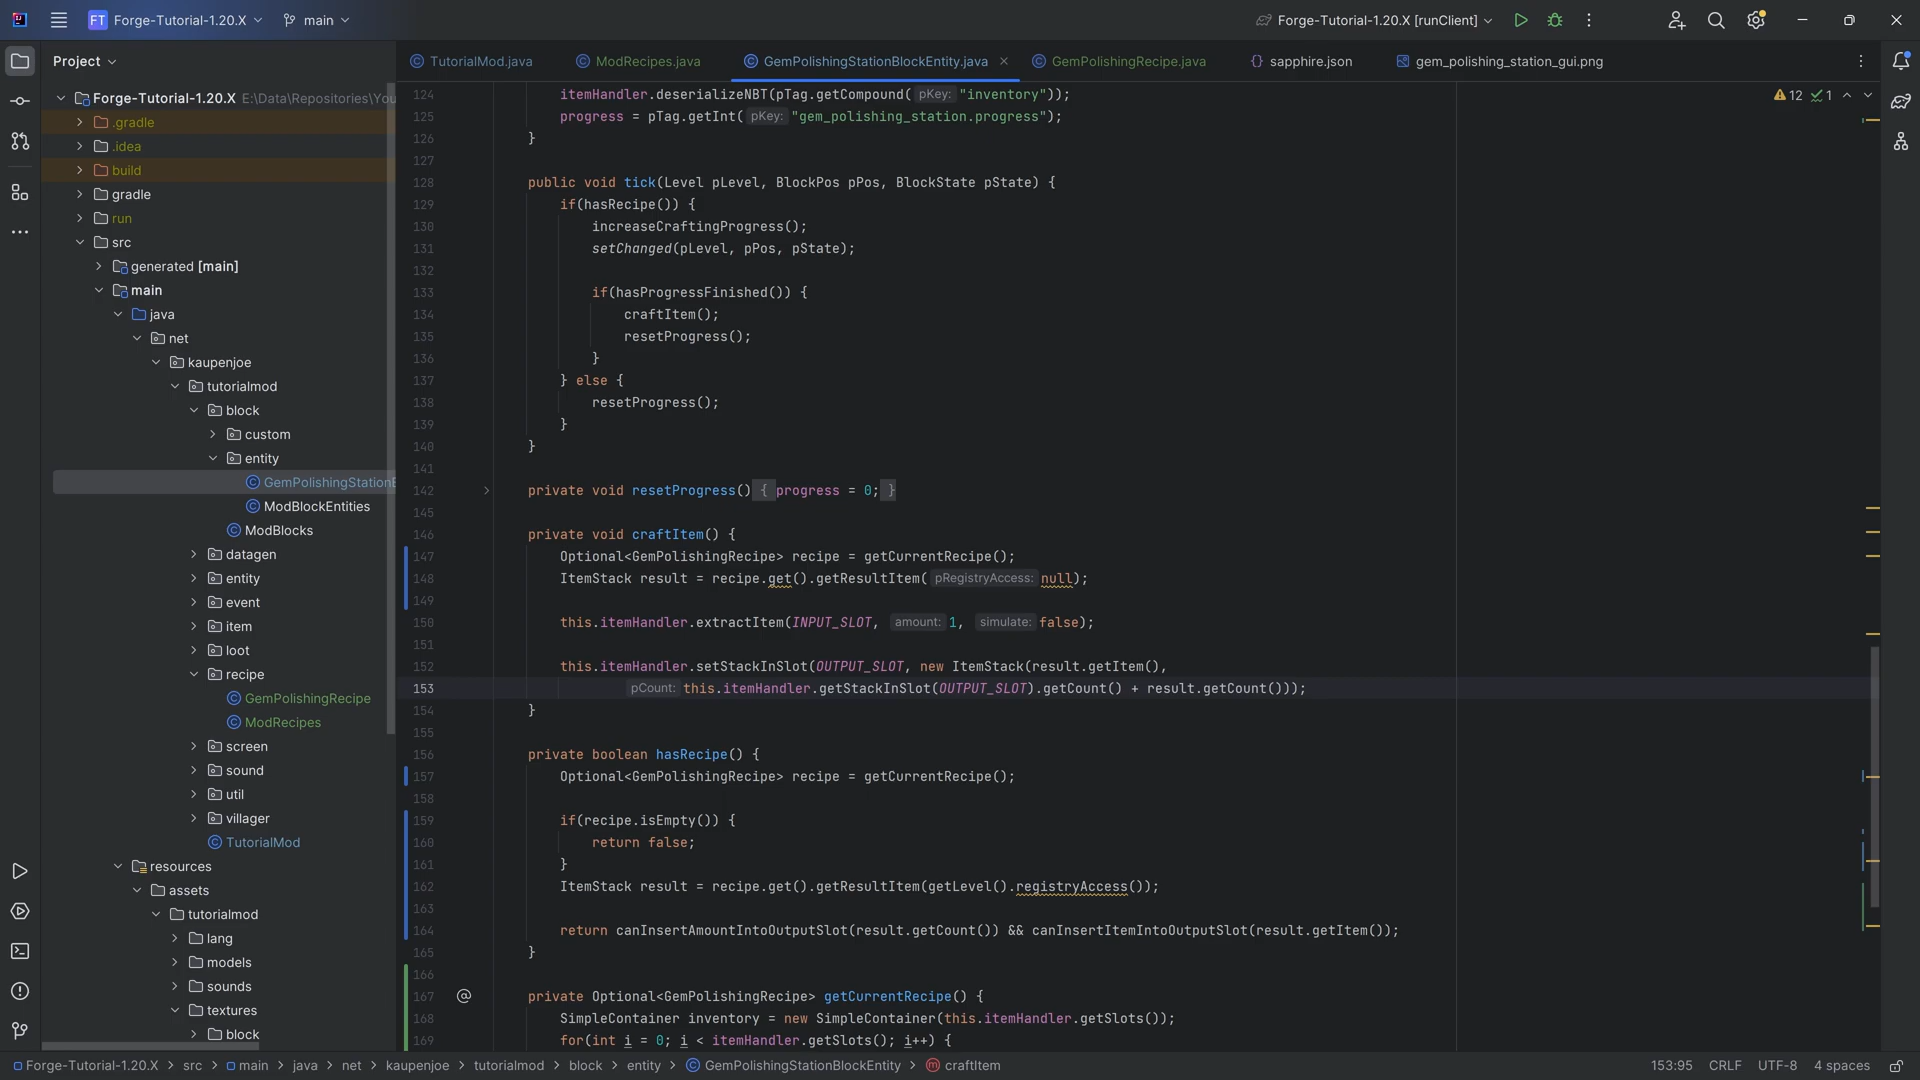 FT Forge-Tutorial-1.20.X main Forge-Tutorial-1.20.X [runClient]
Project
TutorialMod.java ModRecipes.java GemPolishingStationBlockEntity.java GemPolishingRecipe.java {} sapphire.json gem_polishing_station_gui.png
Forge-Tutorial-1.20.X E:\Data\Repositories\You
.gradle
.idea
build
gradle
run
src
generated [main]
main
java
net
kaupenjoe
tutorialmod
block
custom
entity
GemPolishingStationB
ModBlockEntities
ModBlocks
datagen
entity
event
item
loot
recipe
GemPolishingRecipe
ModRecipes
screen
sound
util
villager
TutorialMod
resources
assets
tutorialmod
lang
models
sounds
textures
block
12 1
124 itemHandler.deserializeNBT(pTag.getCompound( pKey: "inventory"));
125 progress = pTag.getInt( pKey: "gem_polishing_station.progress");
126 }
127
128 public void tick(Level pLevel, BlockPos pPos, BlockState pState) {
129 if(hasRecipe()) {
130 increaseCraftingProgress();
131 setChanged(pLevel, pPos, pState);
132
133 if(hasProgressFinished()) {
134 craftItem();
135 resetProgress();
136 }
137 } else {
138 resetProgress();
139 }
140 }
141
142 private void resetProgress() { progress = 0; }
145
146 private void craftItem() {
147 Optional<GemPolishingRecipe> recipe = getCurrentRecipe();
148 ItemStack result = recipe.get().getResultItem( pRegistryAccess: null);
149
150 this.itemHandler.extractItem(INPUT_SLOT, amount: 1, simulate: false);
151
152 this.itemHandler.setStackInSlot(OUTPUT_SLOT, new ItemStack(result.getItem(),
153 pCount: this.itemHandler.getStackInSlot(OUTPUT_SLOT).getCount() + result.getCount()));
154 }
155
156 private boolean hasRecipe() {
157 Optional<GemPolishingRecipe> recipe = getCurrentRecipe();
158
159 if(recipe.isEmpty()) {
160 return false;
161 }
162 ItemStack result = recipe.get().getResultItem(getLevel().registryAccess());
163
164 return canInsertAmountIntoOutputSlot(result.getCount()) && canInsertItemIntoOutputSlot(result.getItem());
165 }
166
167 private Optional<GemPolishingRecipe> getCurrentRecipe() {
168 SimpleContainer inventory = new SimpleContainer(this.itemHandler.getSlots());
169 for(int i = 0; i < itemHandler.getSlots(); i++) {
Forge-Tutorial-1.20.X > src > main > java > net > kaupenjoe > tutorialmod > block > entity > GemPolishingStationBlockEntity > craftItem 153:95 CRLF UTF-8 4 spaces